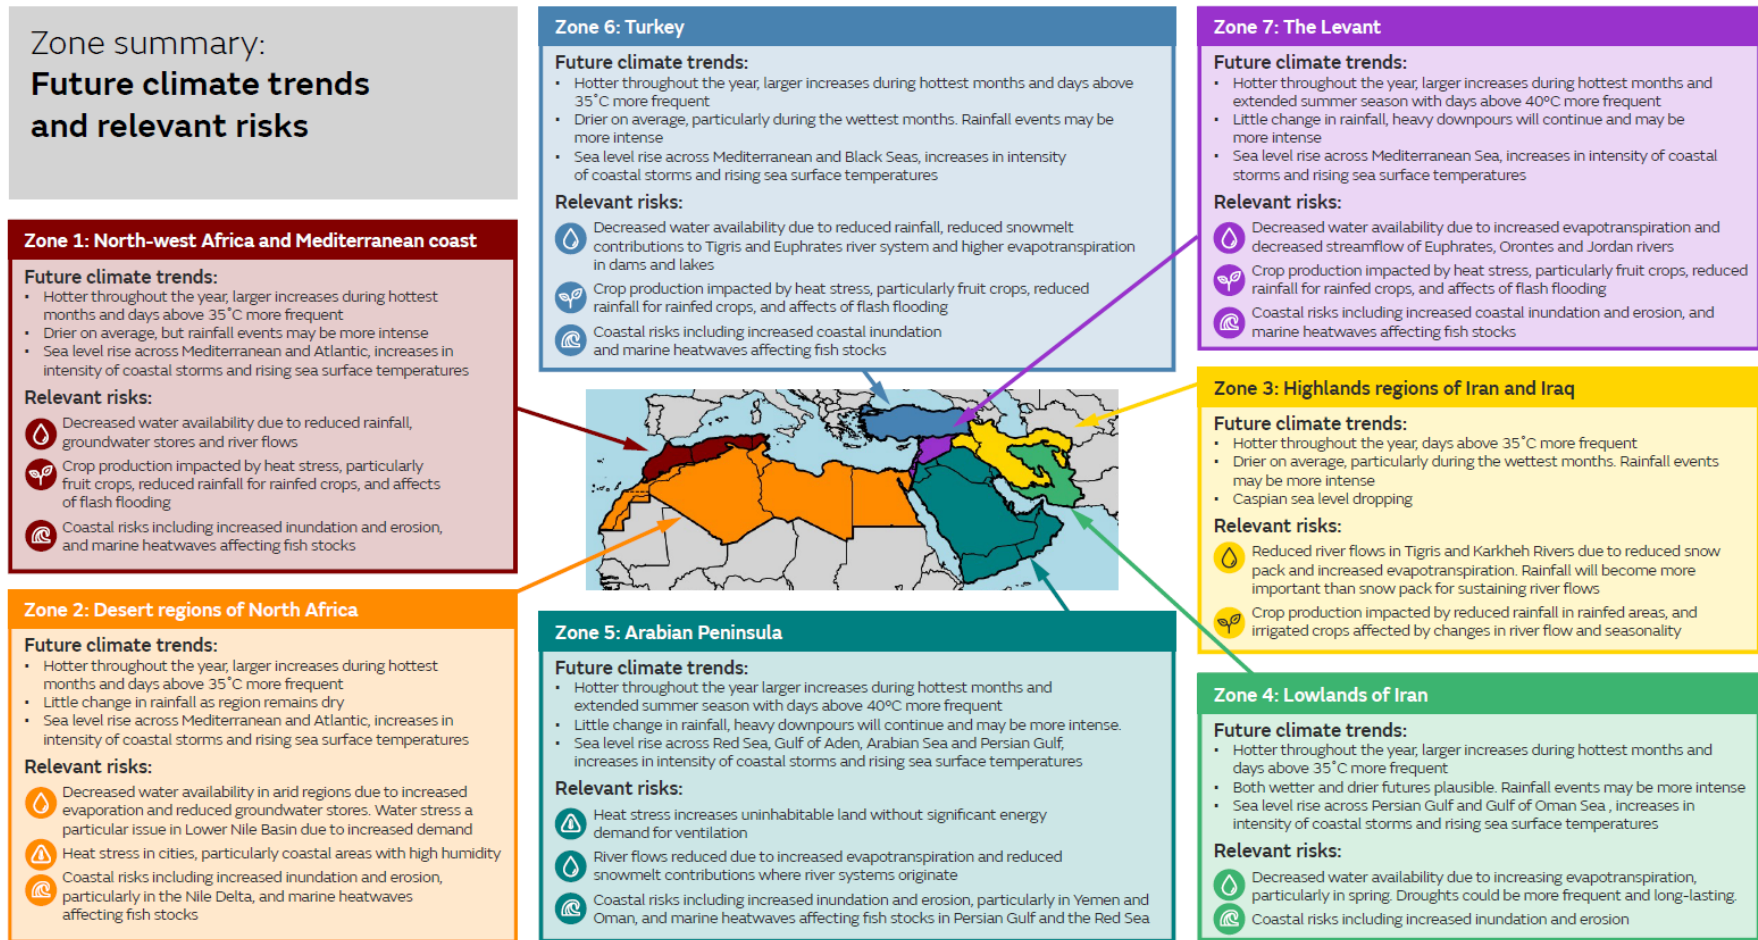 Zone summary:
Future climate trends
and relevant risks
Zone 1: North-west Africa and Mediterranean coast
Future climate trends:
▪ Hotter throughout the year, larger increases during hottest
months and days above 35˚C more frequent
▪ Drier on average, but rainfall events may be more intense
▪ Sea level rise across Mediterranean and Atlantic, increases in
intensity of coastal storms and rising sea surface temperatures
Relevant risks:
Decreased water availability due to reduced rainfall,
groundwater stores and river flows
Crop production impacted by heat stress, particularly
fruit crops, reduced rainfall for rainfed crops, and affects
of flash flooding
Coastal risks including increased inundation and erosion,
and marine heatwaves affecting fish stocks
Zone 2: Desert regions of North Africa
Future climate trends:
▪ Hotter throughout the year, larger increases during hottest
months and days above 35˚C more frequent
▪ Little change in rainfall as region remains dry
▪ Sea level rise across Mediterranean and Atlantic, increases in
intensity of coastal storms and rising sea surface temperatures
Relevant risks:
Decreased water availability in arid regions due to increased
evaporation and reduced groundwater stores. Water stress a
particular issue in Lower Nile Basin due to increased demand
Heat stress in cities, particularly coastal areas with high humidity
Coastal risks including increased inundation and erosion,
particularly in the Nile Delta, and marine heatwaves
affecting fish stocks
Zone 6: Turkey
Future climate trends:
▪ Hotter throughout the year, larger increases during hottest months and days above
35˚C more frequent
▪ Drier on average, particularly during the wettest months. Rainfall events may be
more intense
▪ Sea level rise across Mediterranean and Black Seas, increases in intensity
of coastal storms and rising sea surface temperatures
Relevant risks:
Decreased water availability due to reduced rainfall, reduced snowmelt
contributions to Tigris and Euphrates river system and higher evapotranspiration
in dams and lakes
Crop production impacted by heat stress, particularly fruit crops, reduced
rainfall for rainfed crops, and affects of flash flooding
Coastal risks including increased coastal inundation
and marine heatwaves affecting fish stocks
Zone 5: Arabian Peninsula
Future climate trends:
▪ Hotter throughout the year larger increases during hottest months and
extended summer season with days above 40ºC more frequent
▪ Little change in rainfall, heavy downpours will continue and may be more intense.
▪ Sea level rise across Red Sea, Gulf of Aden, Arabian Sea and Persian Gulf,
increases in intensity of coastal storms and rising sea surface temperatures
Relevant risks:
Heat stress increases uninhabitable land without significant energy
demand for ventilation
River flows reduced due to increased evapotranspiration and reduced
snowmelt contributions where river systems originate
Coastal risks including increased inundation and erosion, particularly in Yemen and
Oman, and marine heatwaves affecting fish stocks in Persian Gulf and the Red Sea
Zone 7: The Levant
Future climate trends:
▪ Hotter throughout the year, larger increases during hottest months and
extended summer season with days above 40ºC more frequent
▪ Little change in rainfall, heavy downpours will continue and may be
more intense
▪ Sea level rise across Mediterranean Sea, increases in intensity of coastal
storms and rising sea surface temperatures
Relevant risks:
Decreased water availability due to increased evapotranspiration and
decreased streamflow of Euphrates, Orontes and Jordan rivers
Crop production impacted by heat stress, particularly fruit crops, reduced
rainfall for rainfed crops, and affects of flash flooding
Coastal risks including increased coastal inundation and erosion, and
marine heatwaves affecting fish stocks
Zone 3: Highlands regions of Iran and Iraq
Future climate trends:
▪ Hotter throughout the year, days above 35˚C more frequent
▪ Drier on average, particularly during the wettest months. Rainfall events
may be more intense
▪ Caspian sea level dropping
Relevant risks:
Reduced river flows in Tigris and Karkheh Rivers due to reduced snow
pack and increased evapotranspiration. Rainfall will become more
important than snow pack for sustaining river flows
Crop production impacted by reduced rainfall in rainfed areas, and
irrigated crops affected by changes in river flow and seasonality
Zone 4: Lowlands of Iran
Future climate trends:
▪ Hotter throughout the year, larger increases during hottest months and
days above 35˚C more frequent
▪ Both wetter and drier futures plausible. Rainfall events may be more intense
▪ Sea level rise across Persian Gulf and Gulf of Oman Sea , increases in
intensity of coastal storms and rising sea surface temperatures
Relevant risks:
Decreased water availability due to increasing evapotranspiration,
particularly in spring. Droughts could be more frequent and long-lasting.
Coastal risks including increased inundation and erosion